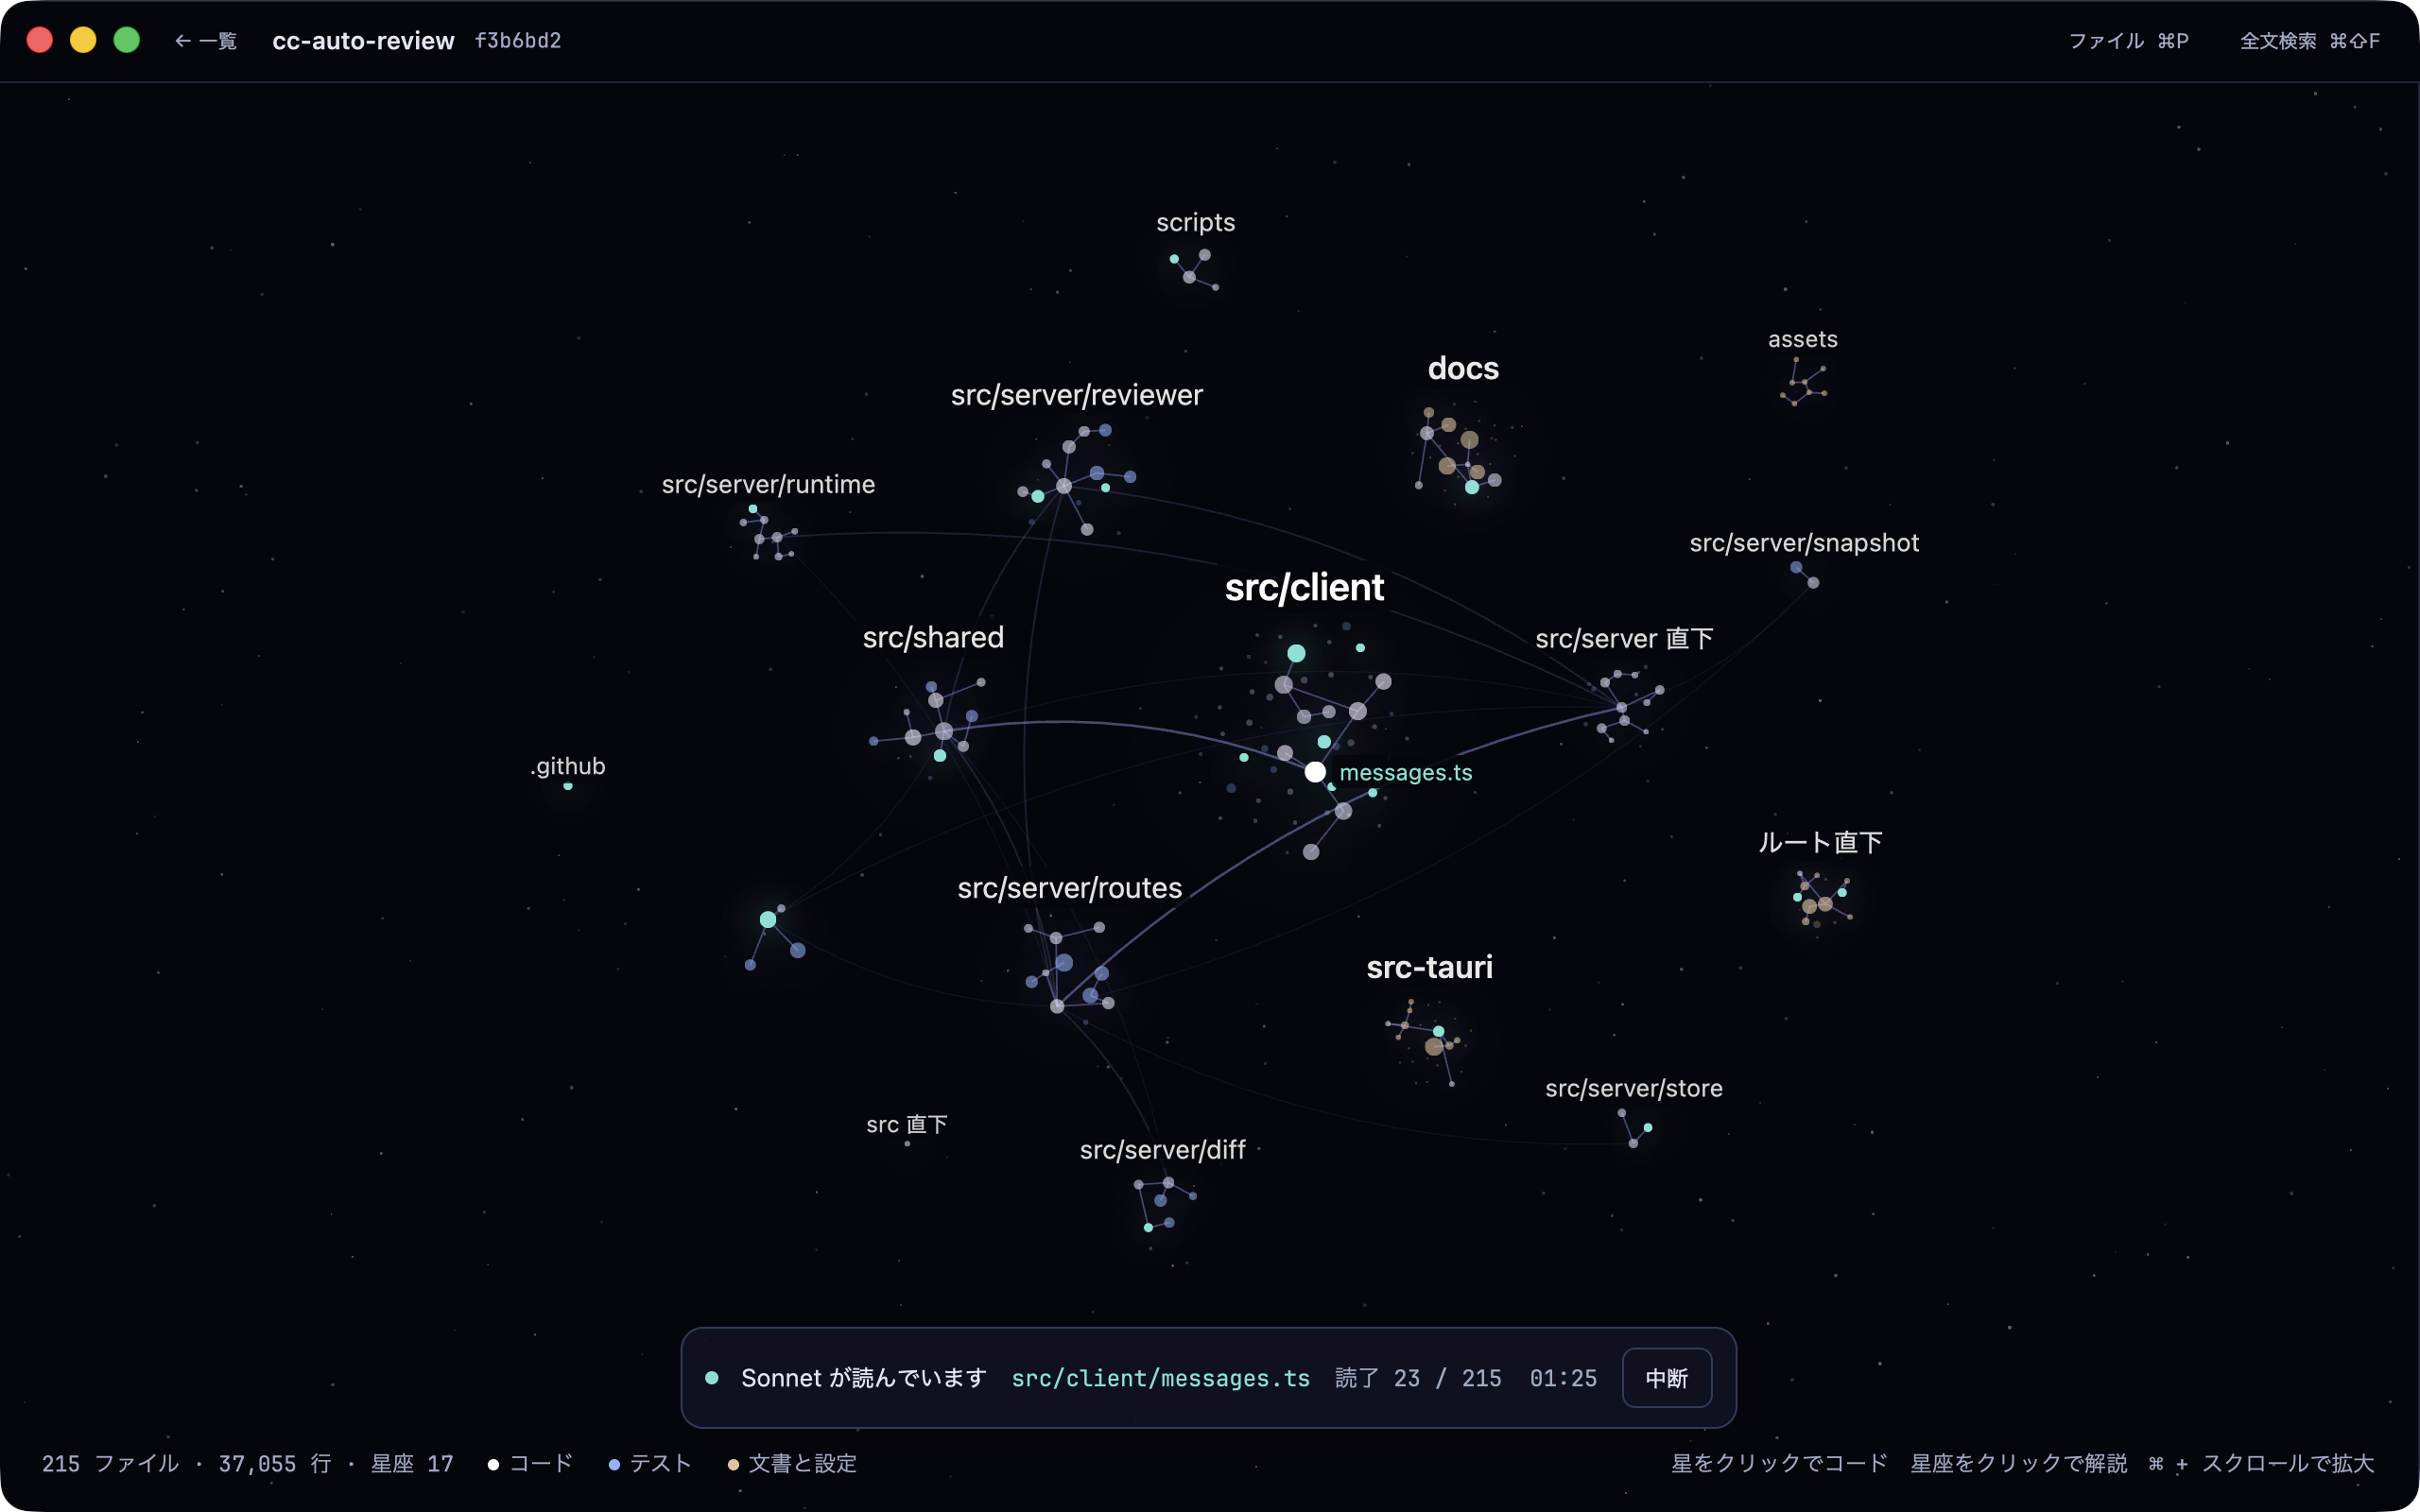 ← 一覧 cc-auto-review f3b6bd2 ファイル ⌘P 全文検索 ⌘⇧F
scripts
assets
docs
src/server/reviewer
src/server/runtime
src/server/snapshot
src/client
src/shared
src/server 直下
.github
messages.ts
ルート直下
src/server/routes
src-tauri
src/server/store
src 直下
src/server/diff
Sonnet が読んでいます src/client/messages.ts 読了 23 / 215 01:25 中断
215 ファイル · 37,055 行 · 星座 17 コード テスト 文書と設定 星をクリックでコード 星座をクリックで解説 ⌘ + スクロールで拡大